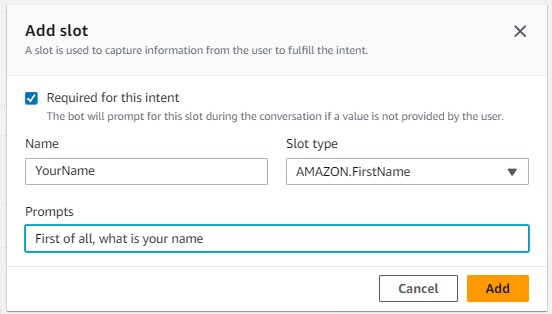 Add slot
A slot is used to capture information from the user to fulfill the intent.
Required for this intent
The bot will prompt for this slot during the conversation if a value is not provided by the user.
Name
Slot type
YourName
AMAZON.FirstName
Prompts
First of all, what is your name
Cancel
Add